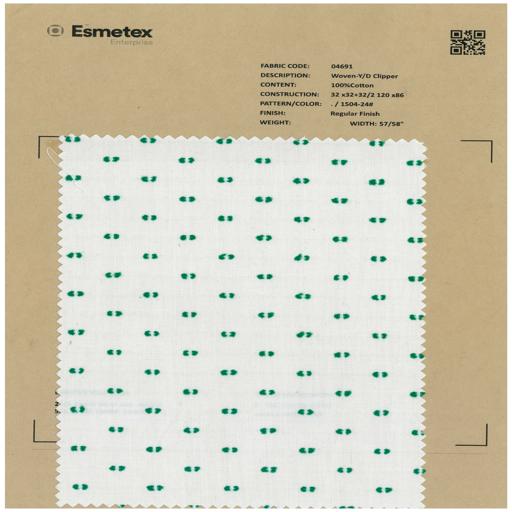 Esmetex
Enterprise
FABRIC CODE: 04691
DESCRIPTION: Woven-Y/D Clipper
CONTENT: 100%Cotton
CONSTRUCTION: 32 x32+32/2 120 x86
PATTERN/COLOR: . / 1504-24#
FINISH: Regular Finish
WEIGHT: WIDTH: 57/58"